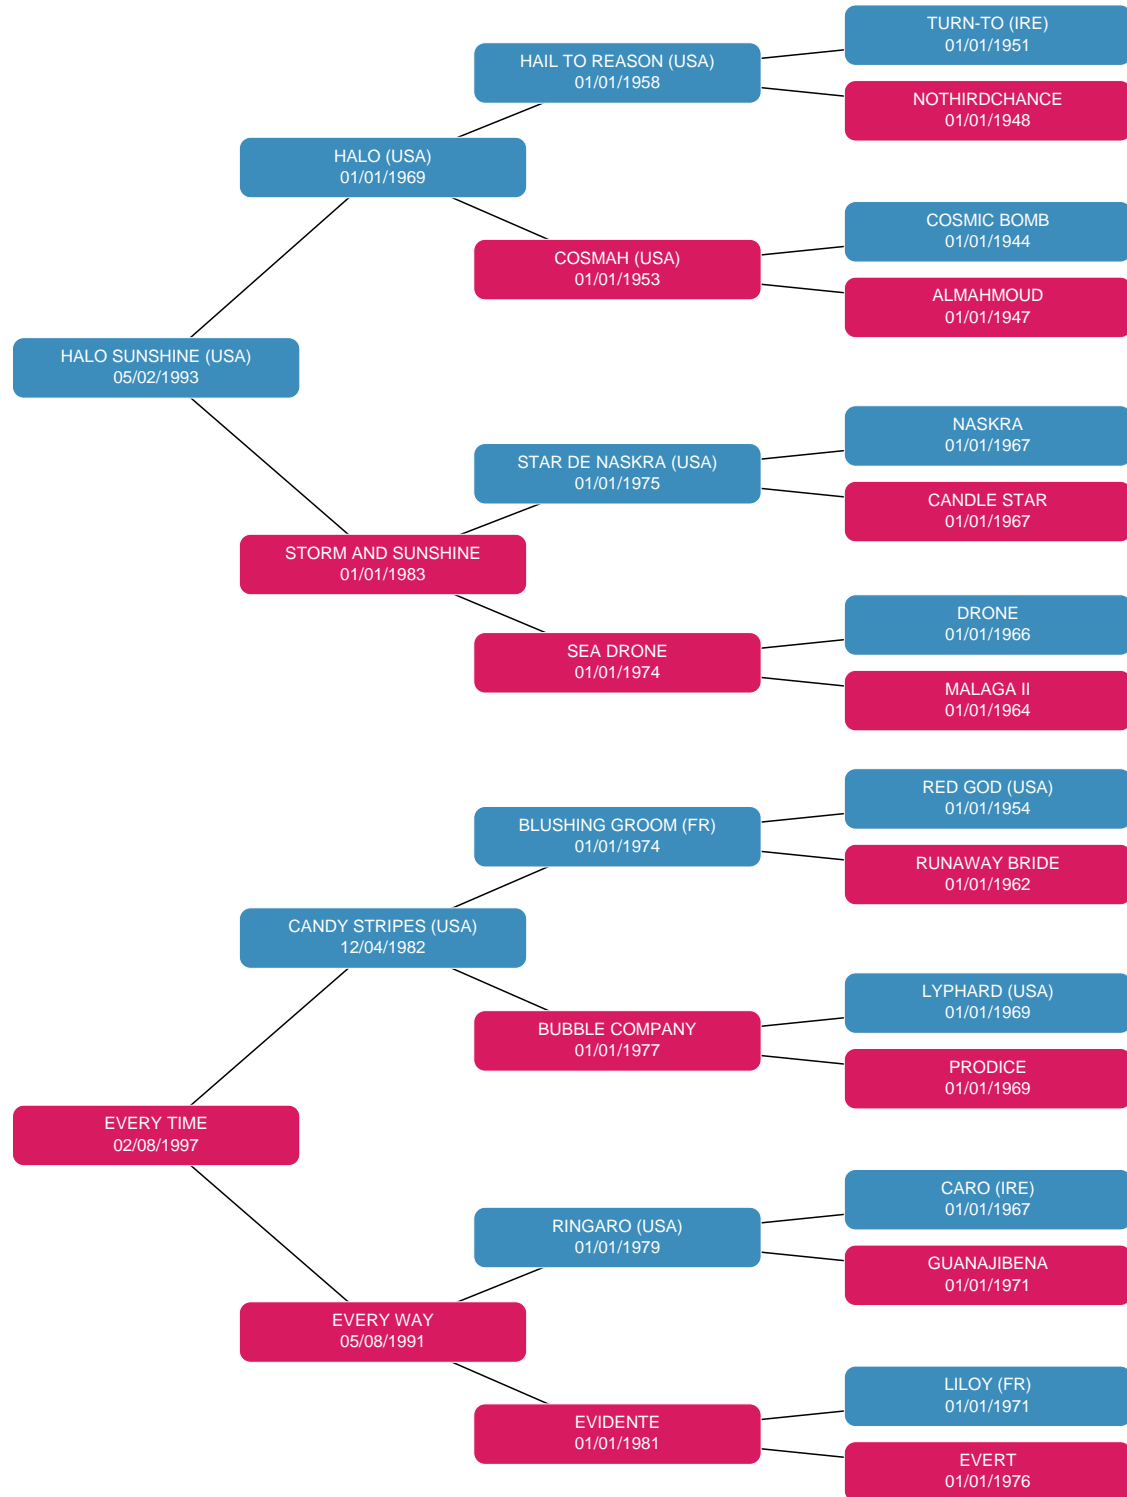 TURN-TO (IRE)
01/01/1951
HAIL TO REASON (USA)
01/01/1958
NOTHIRDCHANCE
01/01/1948
HALO (USA)
01/01/1969
COSMIC BOMB
01/01/1944
COSMAH (USA)
01/01/1953
ALMAHMOUD
01/01/1947
HALO SUNSHINE (USA)
05/02/1993
NASKRA
01/01/1967
STAR DE NASKRA (USA)
01/01/1975
CANDLE STAR
01/01/1967
STORM AND SUNSHINE
01/01/1983
DRONE
01/01/1966
SEA DRONE
01/01/1974
MALAGA II
01/01/1964
RED GOD (USA)
01/01/1954
BLUSHING GROOM (FR)
01/01/1974
RUNAWAY BRIDE
01/01/1962
CANDY STRIPES (USA)
12/04/1982
LYPHARD (USA)
01/01/1969
BUBBLE COMPANY
01/01/1977
PRODICE
01/01/1969
EVERY TIME
02/08/1997
CARO (IRE)
01/01/1967
RINGARO (USA)
01/01/1979
GUANAJIBENA
01/01/1971
EVERY WAY
05/08/1991
LILOY (FR)
01/01/1971
EVIDENTE
01/01/1981
EVERT
01/01/1976